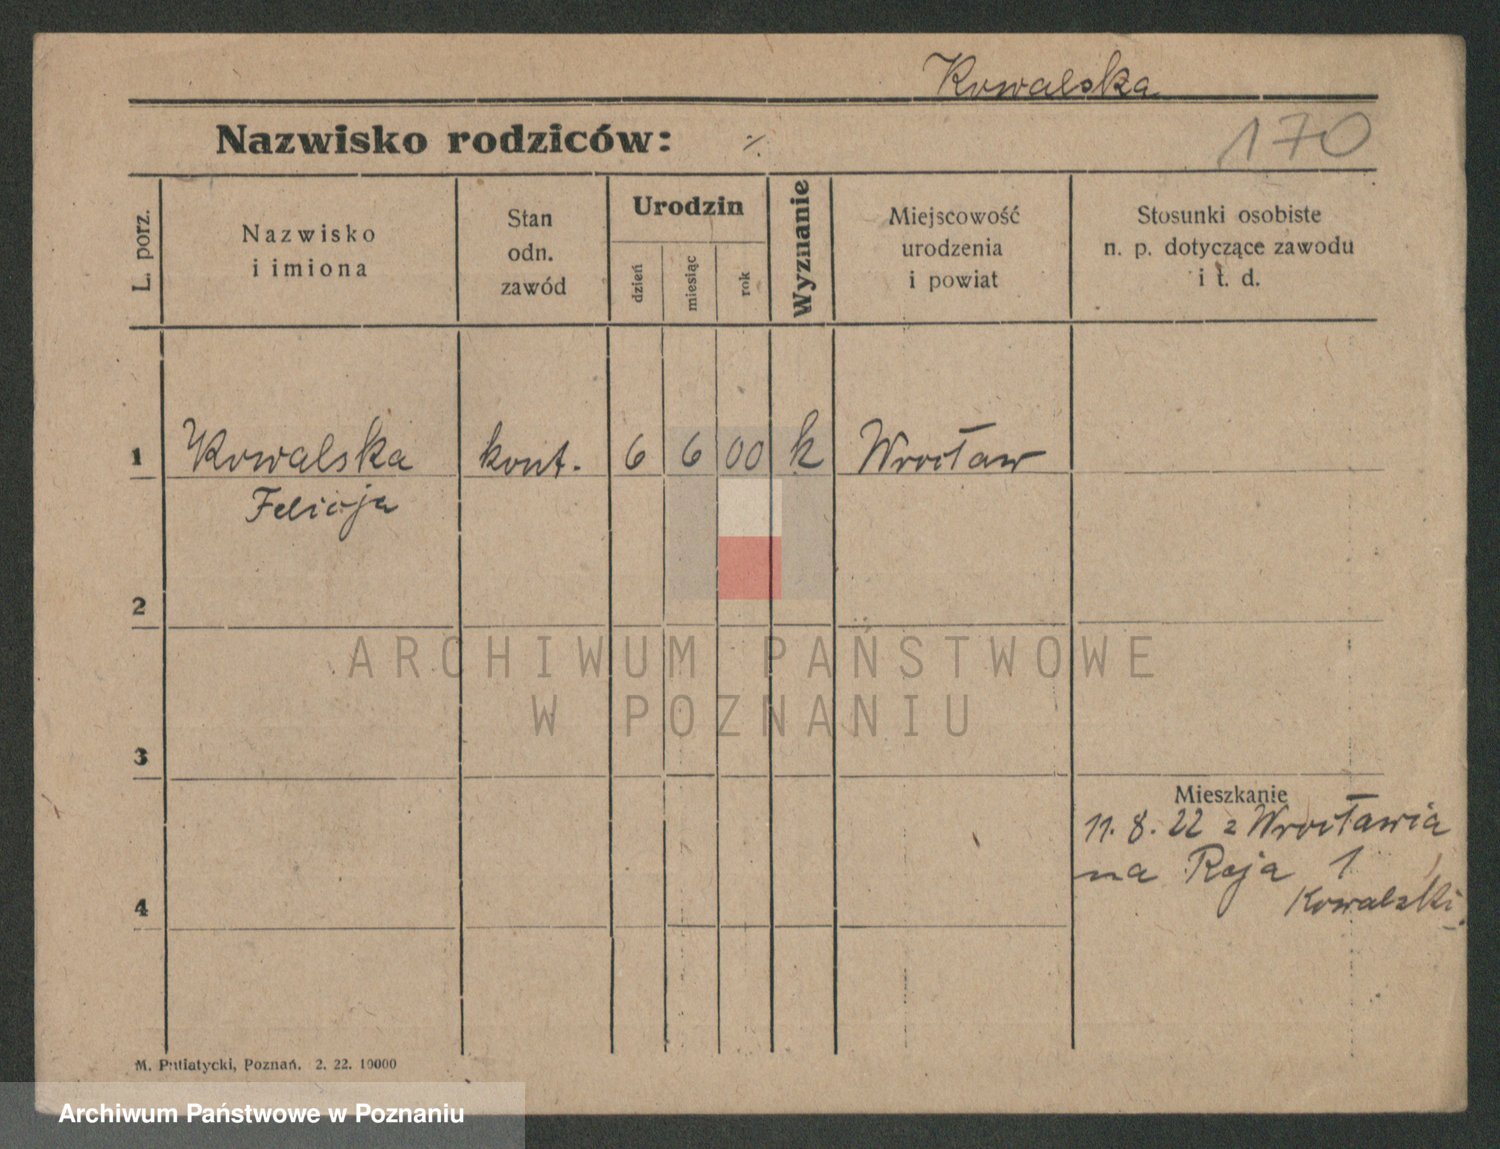 Kowalska
Nazwisko rodziców: ·/.
170
L. porz.
Nazwisko
i imiona
Stan
odn.
zawód
Urodzin
dzień
miesiąc
rok
Wyznanie
Miejscowość
urodzenia
i powiat
Stosunki osobiste
n. p. dotyczące zawodu
i t. d.
1 Kowalska kont. 6 6 00 k Wrocław
Felicja
2
ARCHIWUM PAŃSTWOWE
W POZNANIU
3
Mieszkanie
11. 8. 22 z Wrocławia
na Reja 1
Kowalski
4
M. Putiatycki, Poznań. 2. 22. 10000
Archiwum Państwowe w Poznaniu